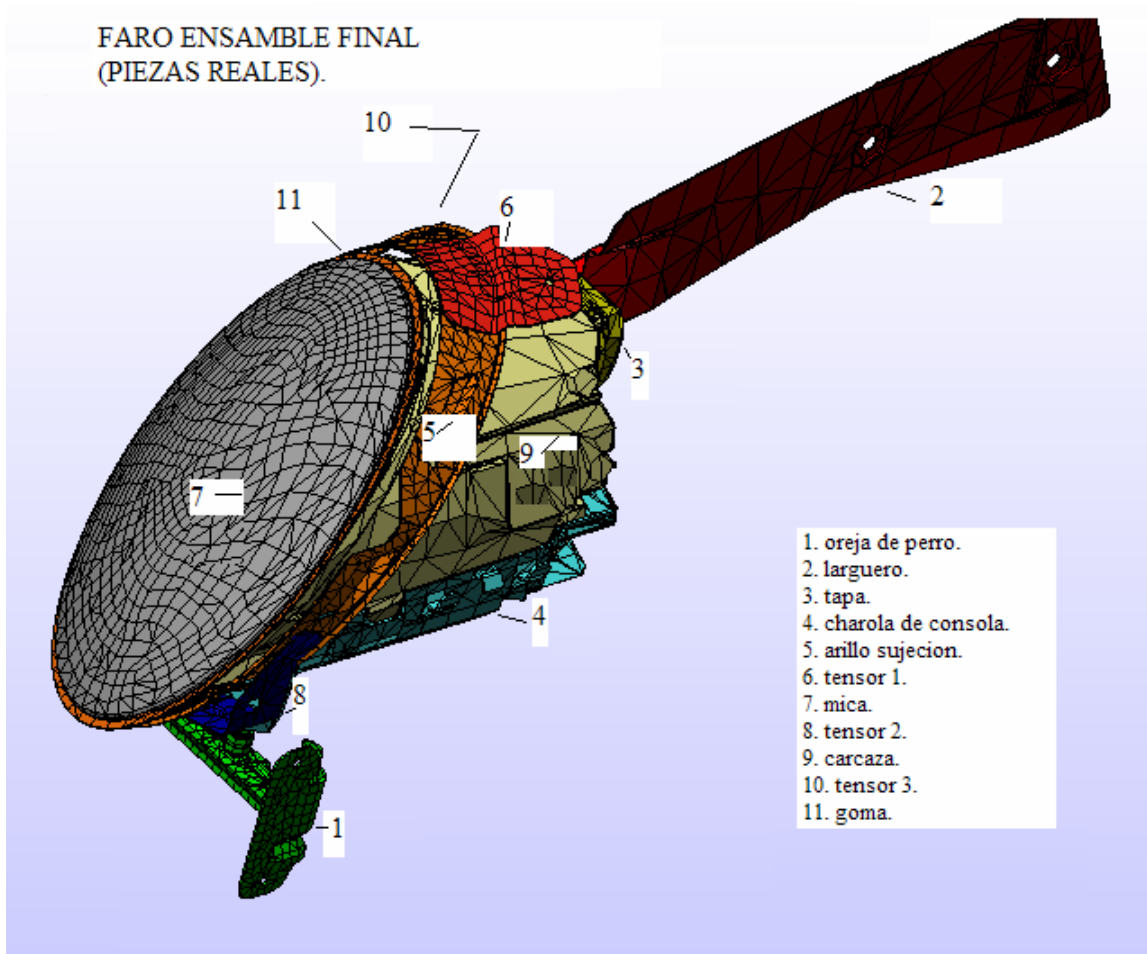 FARO ENSAMBLE FINAL
(PIEZAS REALES).
10
11
6
2
3
5
9
7
4
8
1
1. oreja de perro.
2. larguero.
3. tapa.
4. charola de consola.
5. arillo sujecion.
6. tensor 1.
7. mica.
8. tensor 2.
9. carcaza.
10. tensor 3.
11. goma.